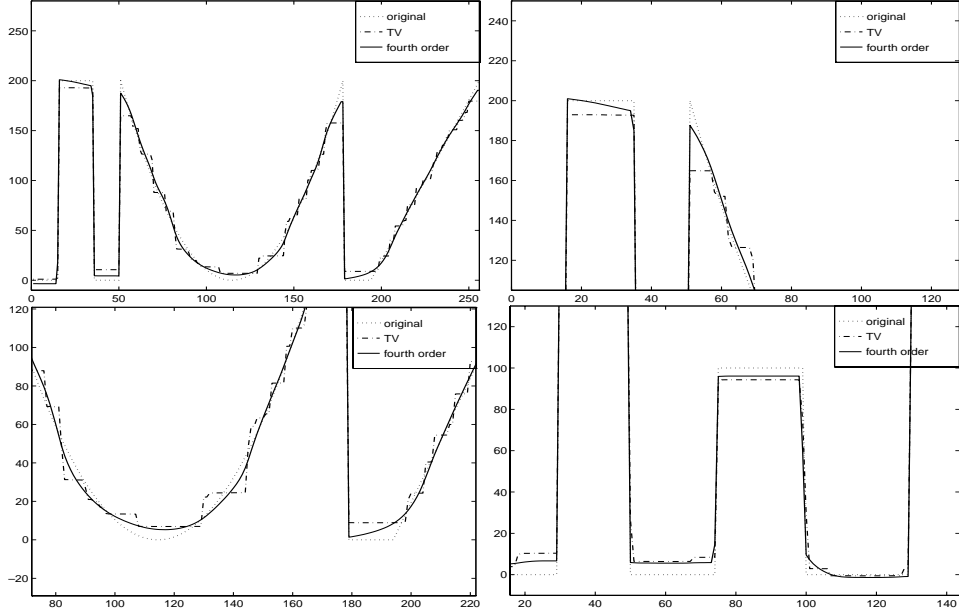 250
200
150
100
50
0
0 50 100 150 200 250
original
TV
fourth order
240
220
200
180
160
140
120
0 20 40 60 80 100 120
original
TV
fourth order
120
100
80
60
40
20
0
−20
80 100 120 140 160 180 200 220
original
TV
fourth order
120
100
80
60
40
20
0
20 40 60 80 100 120 140
original
TV
fourth order